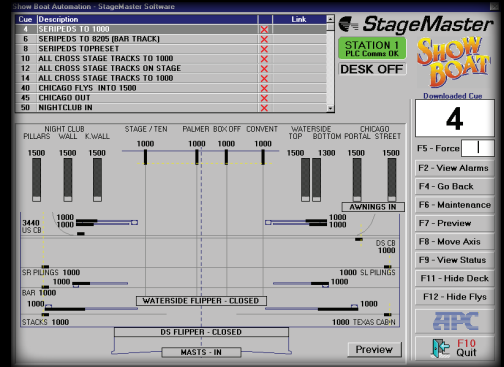 Show Boat Automation - StageMaster Software
Cue Description Link
4 SERIPEDS TO 1000
6 SERIPEDS TO 8205 (BAR TRACK)
8 SERIPEDS TOPRESET
10 ALL CROSS STAGE TRACKS TO 1000
12 ALL CROSS STAGE TRACKS ON STAGE
14 ALL CROSS STAGE TRACKS TO 1000
40 CHICAGO FLYS INTO 1500
45 CHICAGO OUT
50 NIGHTCLUB IN
StageMaster
STATION 1
PLC Comms OK
DESK OFF
SHOW
BOAT
Downloaded Cue
4
F5 - Force
F2 - View Alarms
F4 - Go Back
F6 - Maintenance
F7 - Preview
F8 - Move Axis
F9 - View Status
F11 - Hide Deck
F12 - Hide Flys
APC
F10
Quit
NIGHT CLUB STAGE / TEN PALMER BOX OFF CONVENT WATERSIDE CHICAGO
PILLARS WALL K.WALL TOP BOTTOM PORTAL STREET
1500 1500 1500 1000 1000 1000 1000 1500 1300 1500 1500
AWNINGS IN
3440 1000 1000
US CB 1000 1000
DS CB
1000
SR PILINGS 1000 1000 SL PILINGS
1000 1000
BAR 1000
WATERSIDE FLIPPER - CLOSED
1000 1000
STACKS 1000 1000 TEXAS CAB-N
DS FLIPPER - CLOSED
MASTS - IN
Preview